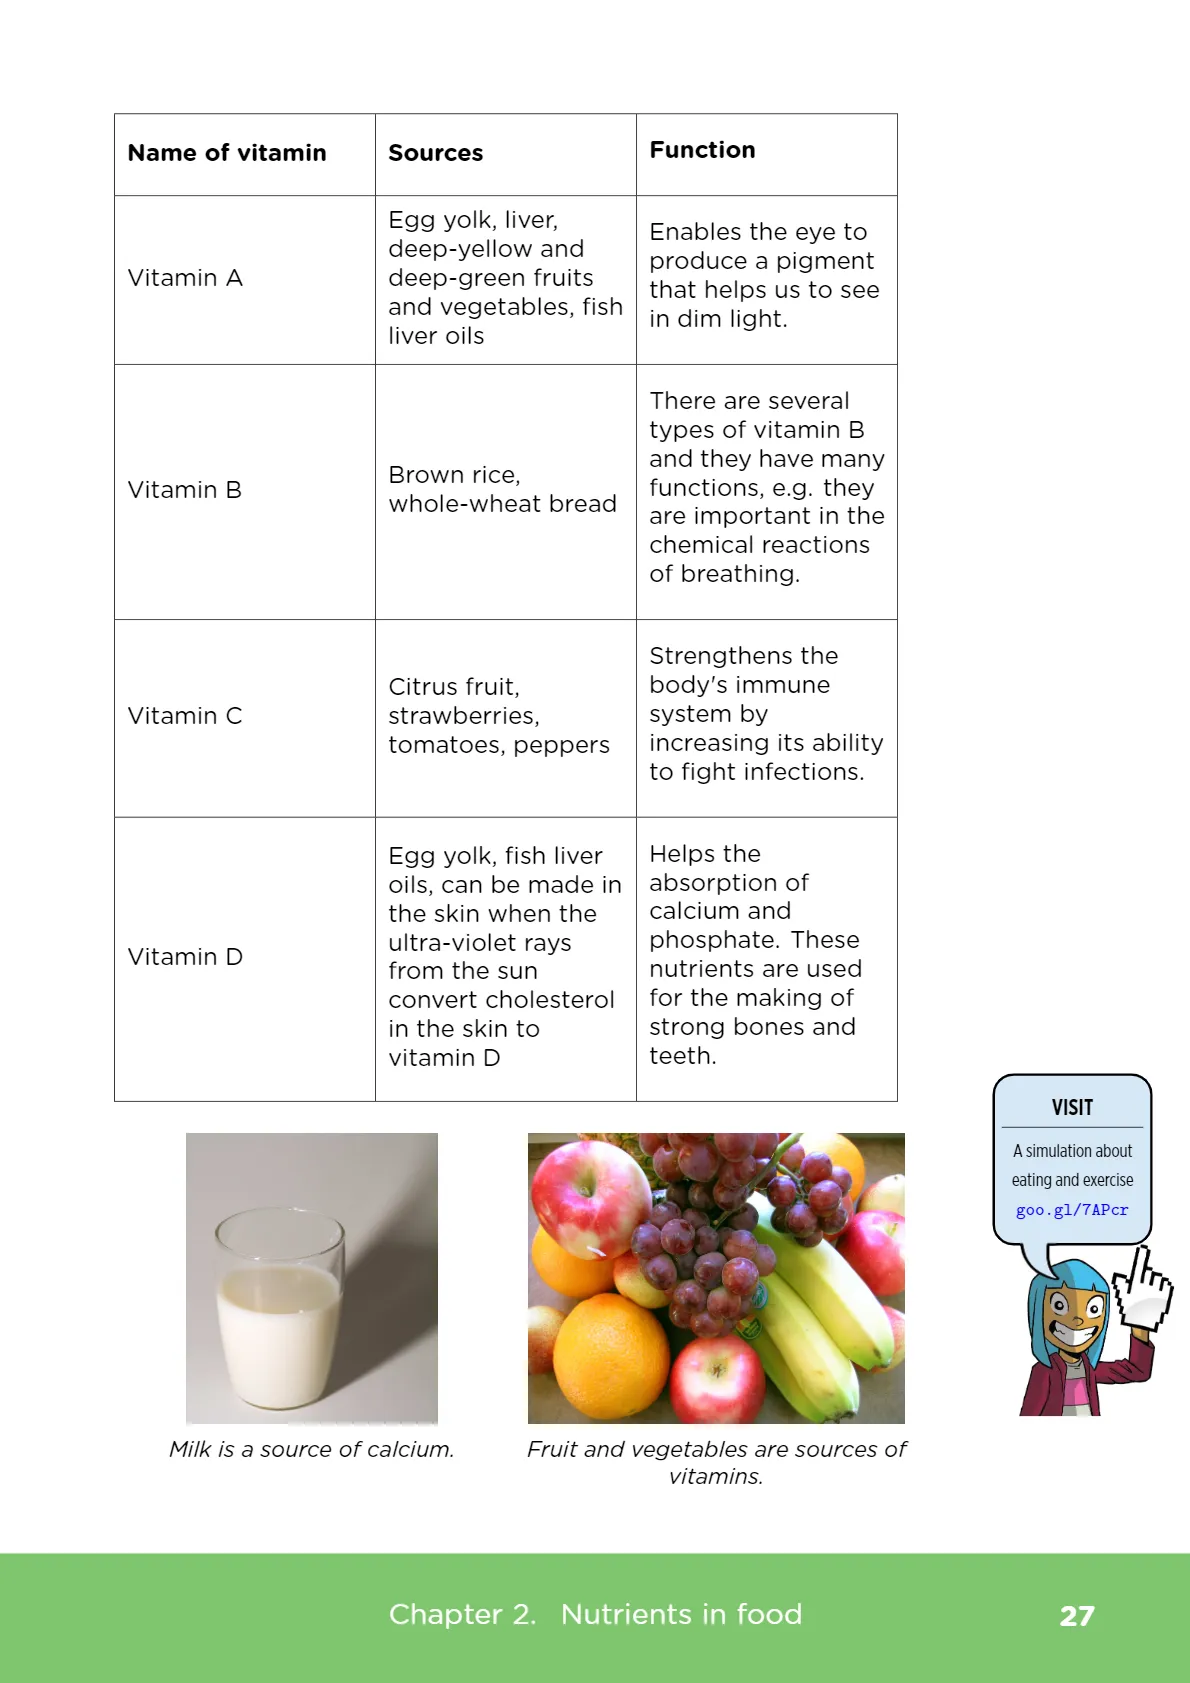 Name of vitamin
Sources
Function
Vitamin A
Egg yolk, liver,
deep-yellow and
deep-green fruits
and vegetables, fish
liver oils
Enables the eye to
produce a pigment
that helps us to see
in dim light.
Vitamin B
Brown rice,
whole-wheat bread
There are several
types of vitamin B
and they have many
functions, e.g. they
are important in the
chemical reactions
of breathing.
Vitamin C
Citrus fruit,
strawberries,
tomatoes, peppers
Strengthens the
body's immune
system by
increasing its ability
to fight infections.
Vitamin D
Egg yolk, fish liver
oils, can be made in
the skin when the
ultra-violet rays
from the sun
convert cholesterol
in the skin to
vitamin D
Helps the
absorption of
calcium and
phosphate. These
nutrients are used
for the making of
strong bones and
teeth.
VISIT
A simulation about
eating and exercise
goo.gl/7APcr
Milk is a source of calcium.
Fruit and vegetables are sources of
vitamins.
Chapter 2. Nutrients in food
27